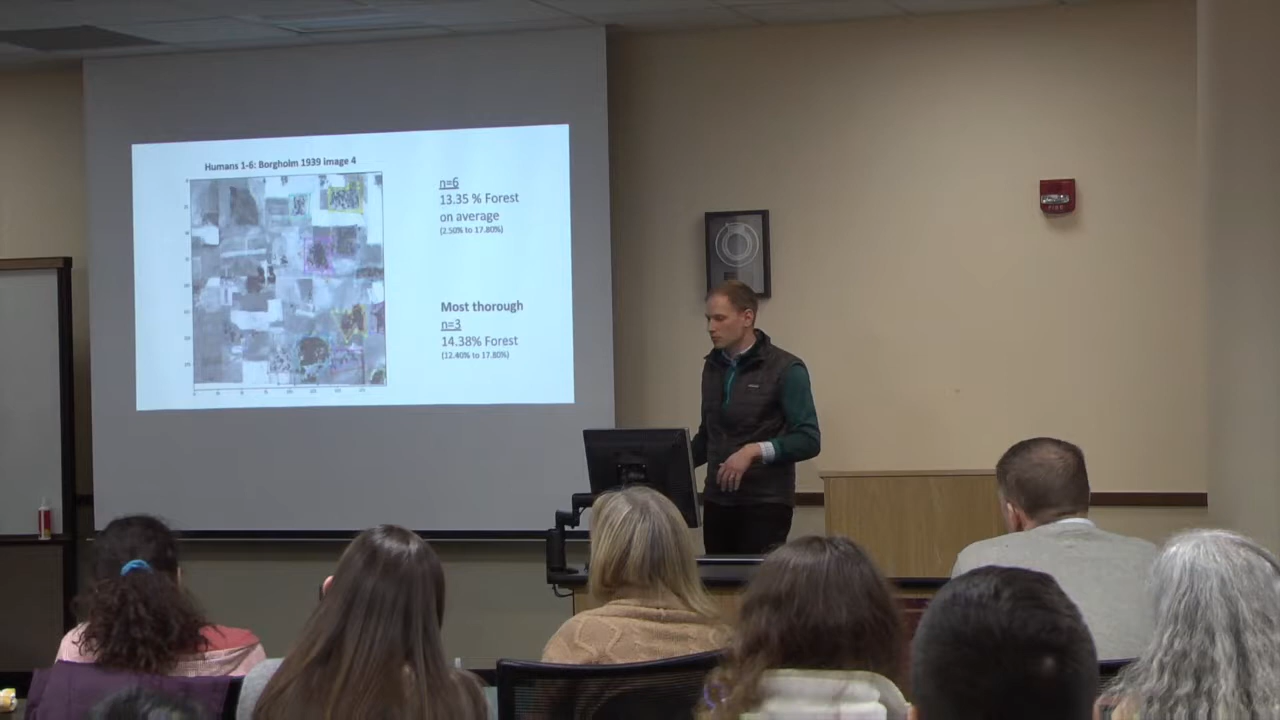 Humans 1-6: Borgholm 1939 image 4
n=6
13.35 % Forest
on average
(2.50% to 17.80%)
Most thorough
n=3
14.38% Forest
(12.40% to 17.80%)
FIRE